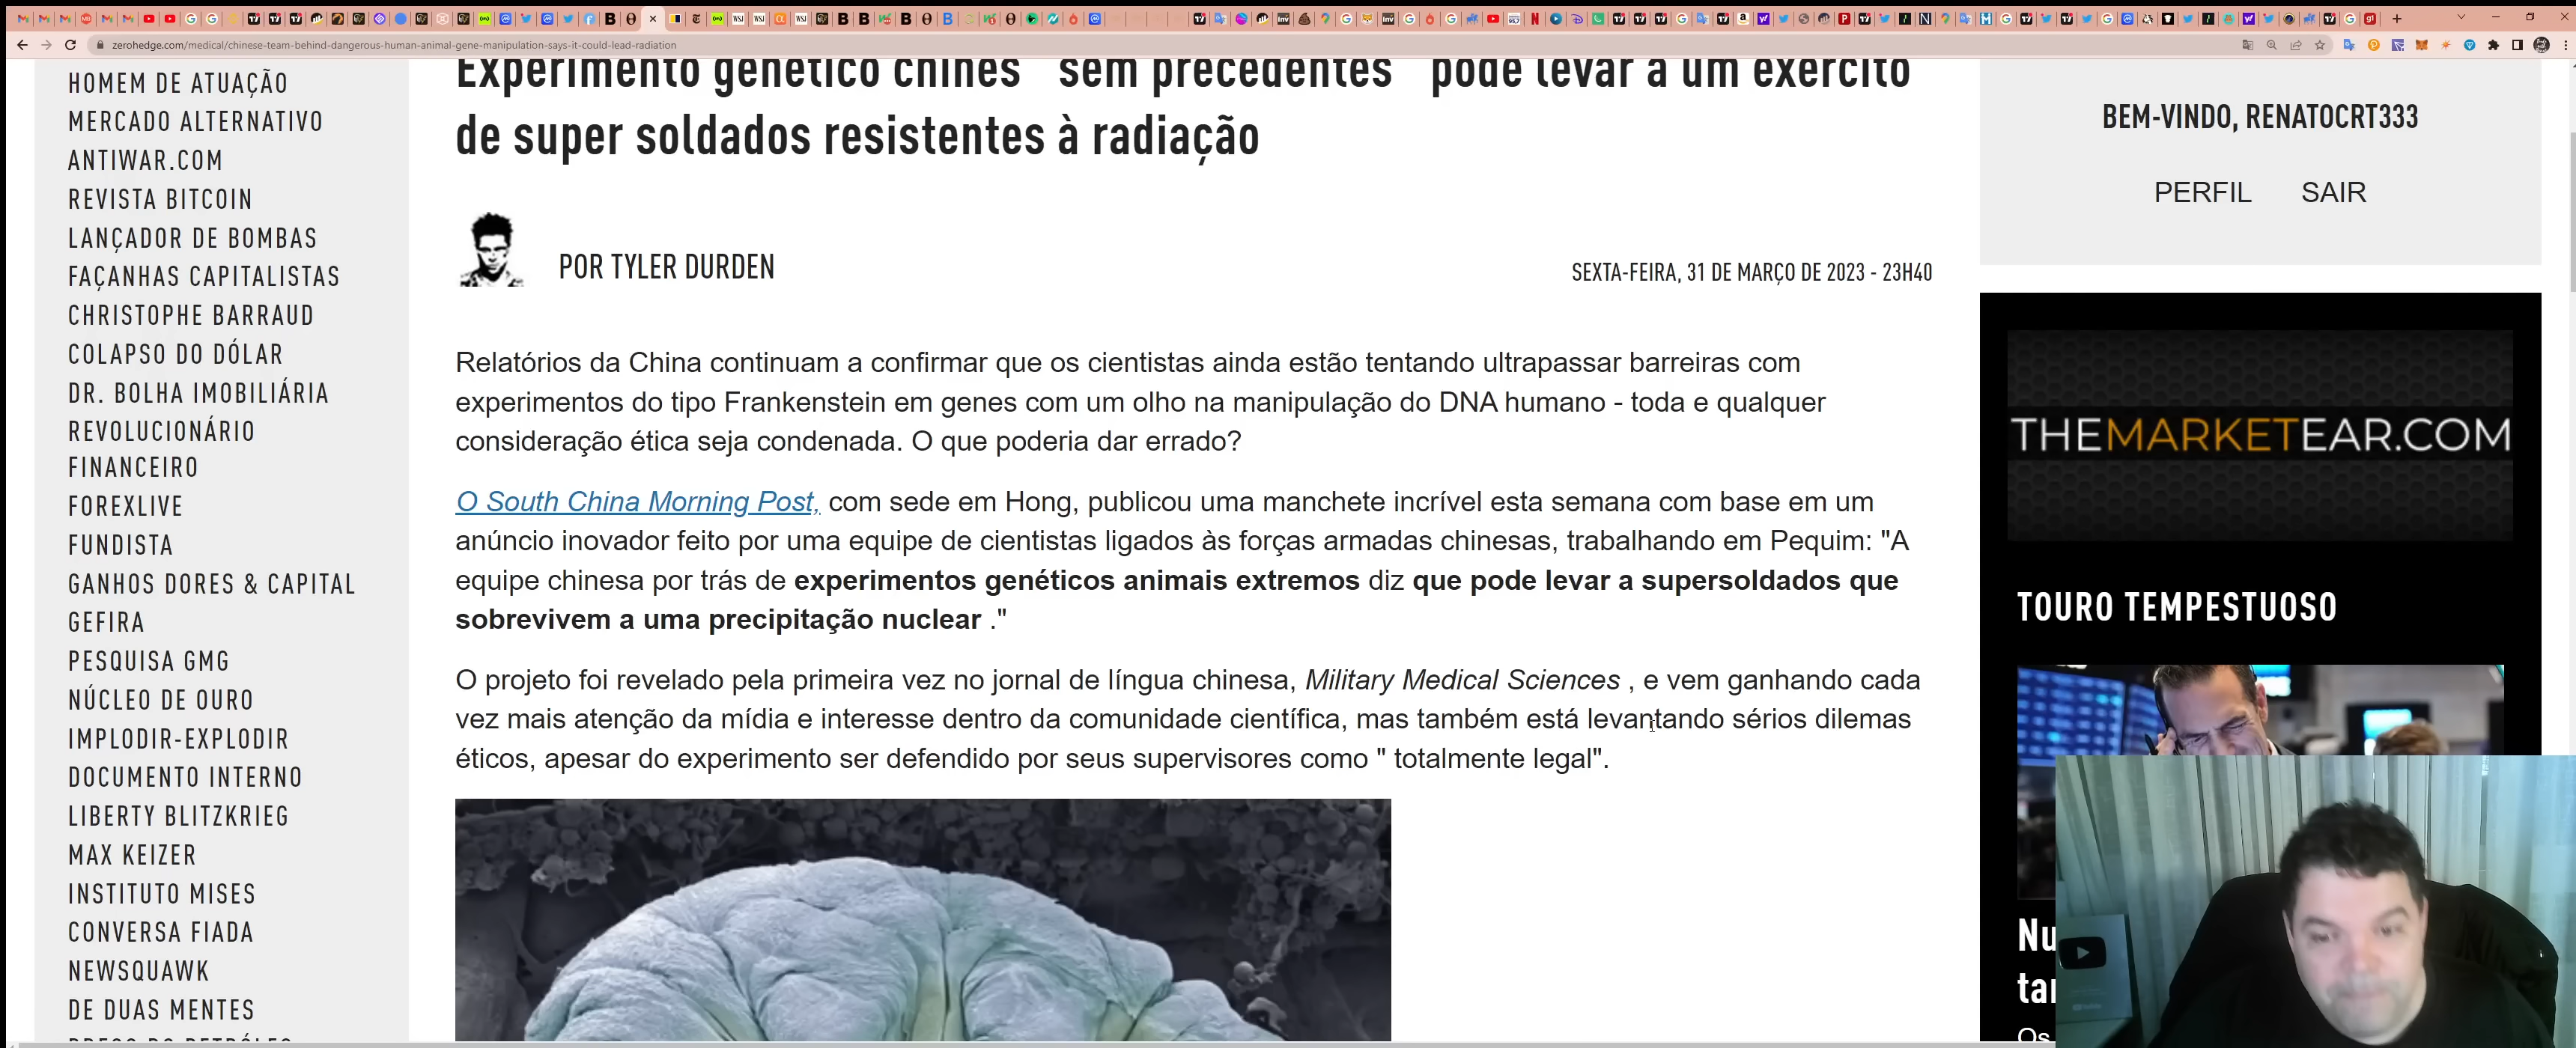 zerohedge.com/medical/chinese-team-behind-dangerous-human-animal-gene-manipulation-says-it-could-lead-radiation
HOMEM DE ATUAÇÃO
MERCADO ALTERNATIVO
ANTIWAR.COM
REVISTA BITCOIN
LANÇADOR DE BOMBAS
FAÇANHAS CAPITALISTAS
CHRISTOPHE BARRAUD
COLAPSO DO DÓLAR
DR. BOLHA IMOBILIÁRIA
REVOLUCIONÁRIO
FINANCEIRO
FOREXLIVE
FUNDISTA
GANHOS DORES & CAPITAL
GEFIRA
PESQUISA GMG
NÚCLEO DE OURO
IMPLODIR-EXPLODIR
DOCUMENTO INTERNO
LIBERTY BLITZKRIEG
MAX KEIZER
INSTITUTO MISES
CONVERSA FIADA
NEWSQUAWK
DE DUAS MENTES
Experimento genético chinês "sem precedentes" pode levar a um exército
de super soldados resistentes à radiação
POR TYLER DURDEN
SEXTA-FEIRA, 31 DE MARÇO DE 2023 - 23H40
Relatórios da China continuam a confirmar que os cientistas ainda estão tentando ultrapassar barreiras com
experimentos do tipo Frankenstein em genes com um olho na manipulação do DNA humano - toda e qualquer
consideração ética seja condenada. O que poderia dar errado?
O South China Morning Post, com sede em Hong, publicou uma manchete incrível esta semana com base em um
anúncio inovador feito por uma equipe de cientistas ligados às forças armadas chinesas, trabalhando em Pequim: "A
equipe chinesa por trás de experimentos genéticos animais extremos diz que pode levar a supersoldados que
sobrevivem a uma precipitação nuclear ."
O projeto foi revelado pela primeira vez no jornal de língua chinesa, Military Medical Sciences , e vem ganhando cada
vez mais atenção da mídia e interesse dentro da comunidade científica, mas também está levantando sérios dilemas
éticos, apesar do experimento ser defendido por seus supervisores como " totalmente legal".
BEM-VINDO, RENATOCRT333
PERFIL SAIR
THEMARKETEAR.COM
TOURO TEMPESTUOSO
Nu
Os